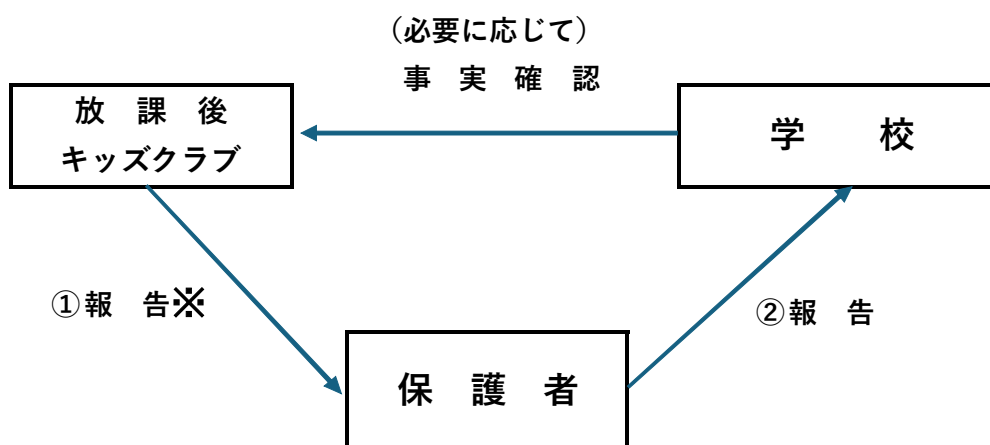 （必要に応じて）
事　実　確　認
放　課　後
キッズクラブ
学　　校
①報　告※
②報　告
保　護　者